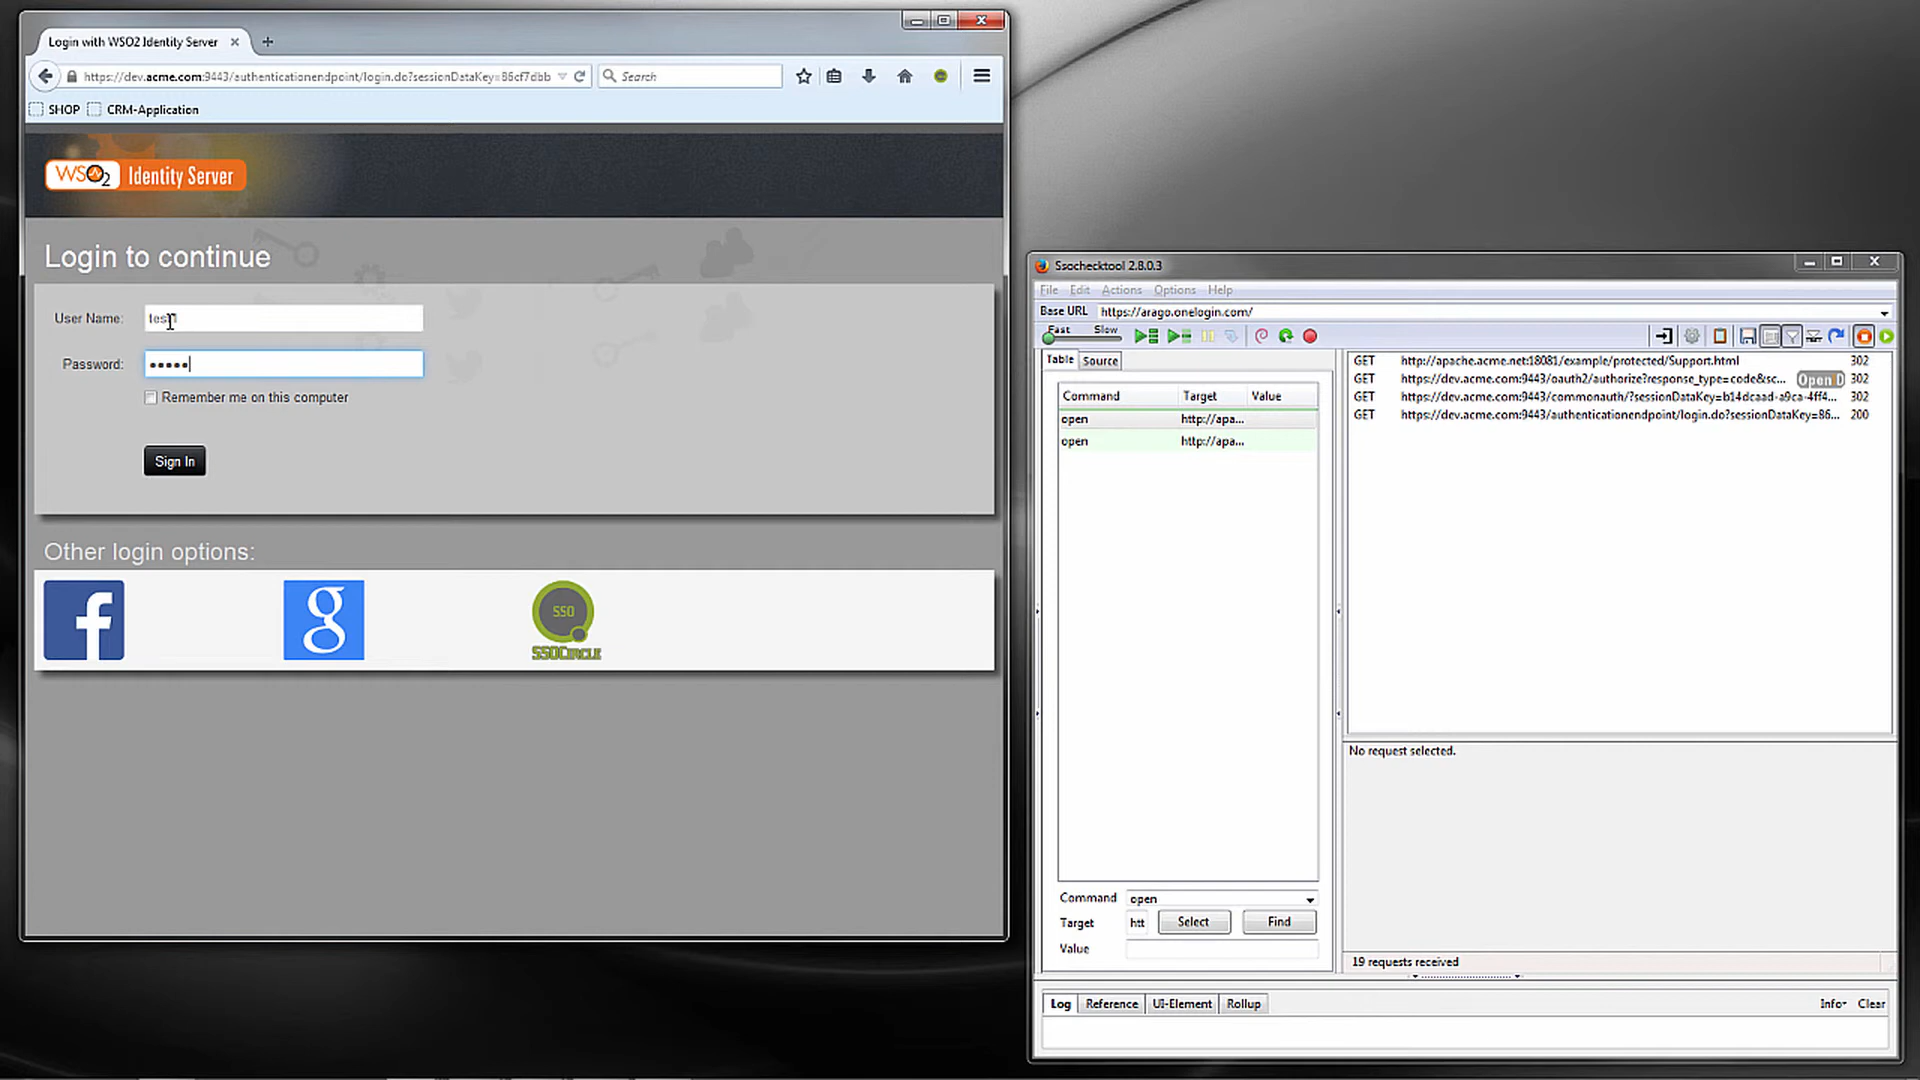 Login with WSO2 Identity Server
https://dev.acme.com:9443/authenticationendpoint/login.do?sessionDataKey=86cf7dbb
Search
SHOP
CRM-Application
WSO2 Identity Server
Login to continue
User Name:
Password: •••••
Remember me on this computer
Sign In
Other login options:
f
g
SSO
SSOCIRCLE
Ssochecktool 2.8.0.3
File Edit Actions Options Help
Base URL https://arago.onelogin.com/
Fast Slow
Table Source
Command Target Value
open http://apa...
open http://apa...
Command open
Target htt Select Find
Value
GET http://apache.acme.net:18081/example/protected/Support.html 302
GET https://dev.acme.com:9443/oauth2/authorize?response_type=code&sc... Open D 302
GET https://dev.acme.com:9443/commonauth/?sessionDataKey=b14dcaad-a9ca-4ff4... 302
GET https://dev.acme.com:9443/authenticationendpoint/login.do?sessionDataKey=86... 200
No request selected.
19 requests received
Log Reference UI-Element Rollup Info Clear